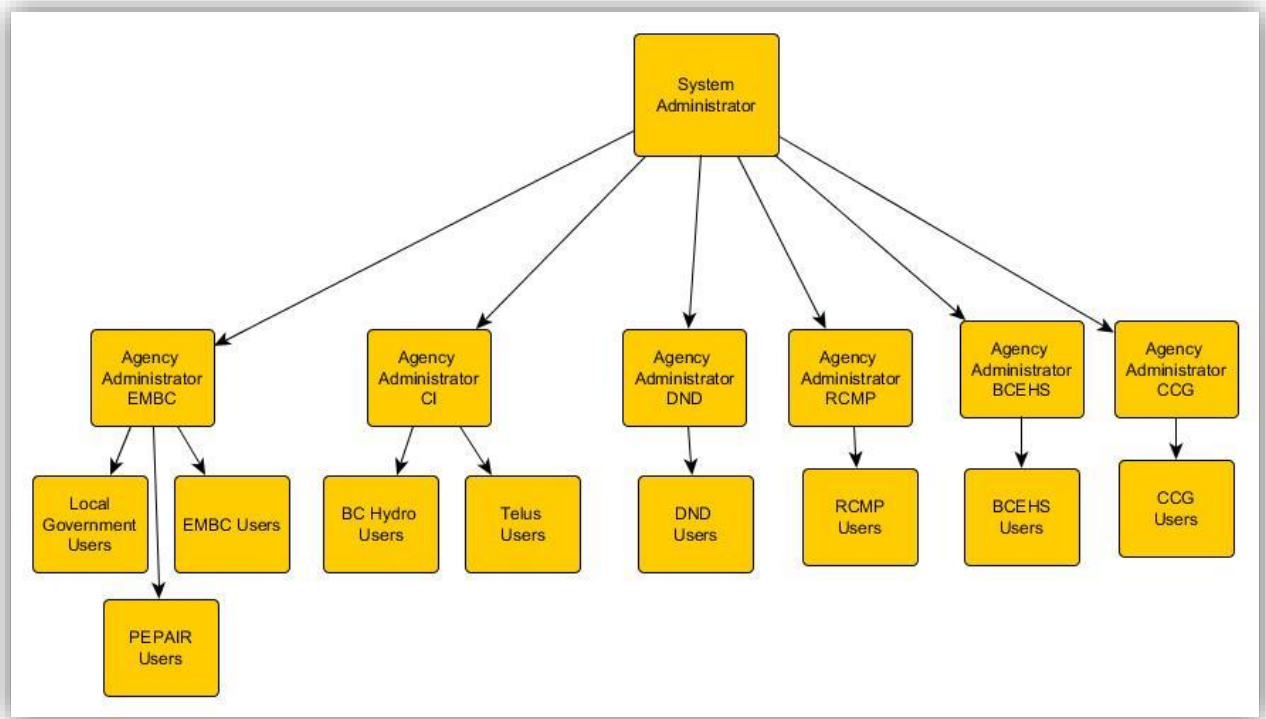 System
Administrator
Agency
Administrator
EMBC
Agency
Administrator
CI
Agency
Administrator
DND
Agency
Administrator
RCMP
Agency
Administrator
BCEHS
Agency
Administrator
CCG
Local
Government
Users
EMBC Users
BC Hydro
Users
Telus
Users
DND
Users
RCMP
Users
BCEHS
Users
CCG
Users
PEPAIR
Users